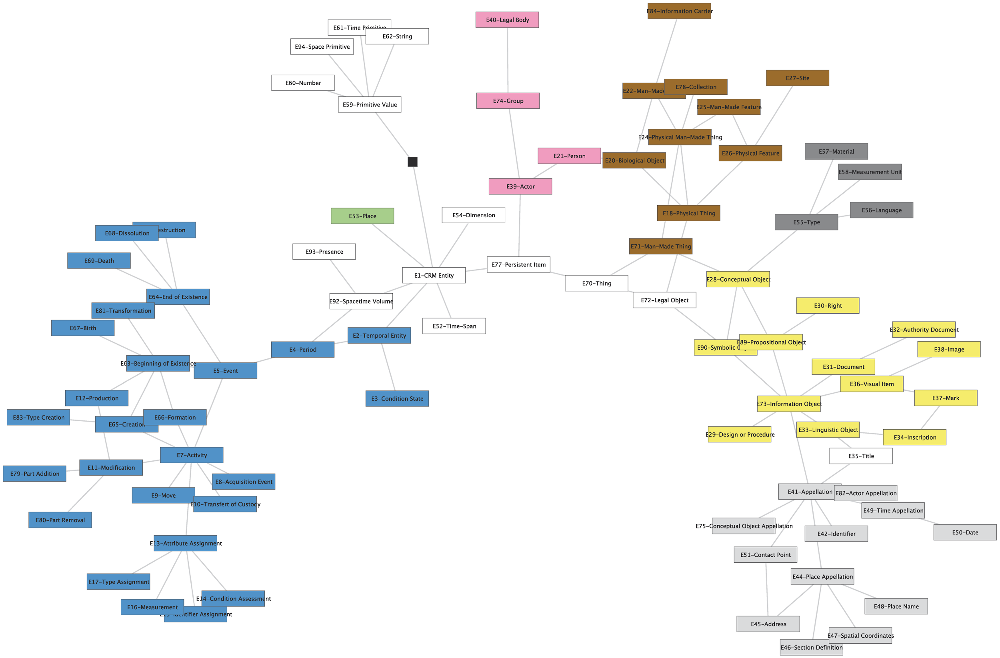 E84-Information Carrier
E40-Legal Body
E61-Time Primitive
E62-String
E94-Space Primitive
E27-Site
E60-Number
E78-Collection
E22-Man-Made
E74-Group
E59-Primitive Value
E25-Man-Made Feature
E24-Physical Man-Made Thing
E57-Material
E26-Physical Feature
E21-Person
E20-Biological Object
E58-Measurement Unit
E39-Actor
E56-Language
E18-Physical Thing
E54-Dimension
E53-Place
E55-Type
E68-Dissolution
E71-Man-Made Thing
E93-Presence
E69-Death
E77-Persistent Item
E1-CRM Entity
E28-Conceptual Object
E70-Thing
E64-End of Existence
E72-Legal Object
E92-Spacetime Volume
E30-Right
E81-Transformation
E52-Time-Span
E67-Birth
E32-Authority Document
E2-Temporal Entity
E89-Propositional Object
E90-Symbolic
E4-Period
E38-Image
E63-Beginning of Existence
E31-Document
E5-Event
E36-Visual Item
E12-Production
E37-Mark
E3-Condition State
E73-Information Object
E83-Type Creation
E66-Formation
E65-Creation
E33-Linguistic Object
E29-Design or Procedure
E34-Inscription
E7-Activity
E35-Title
E11-Modification
E79-Part Addition
E8-Acquisition Event
E41-Appellation
E82-Actor Appellation
E9-Move
E10-Transfert of Custody
E49-Time Appellation
E80-Part Removal
E75-Conceptual Object Appellation
E50-Date
E42-Identifier
E13-Attribute Assignment
E51-Contact Point
E44-Place Appellation
E17-Type Assignment
E14-Condition Assessment
E48-Place Name
E16-Measurement
Identifier Assignment
E45-Address
E47-Spatial Coordinates
E46-Section Definition